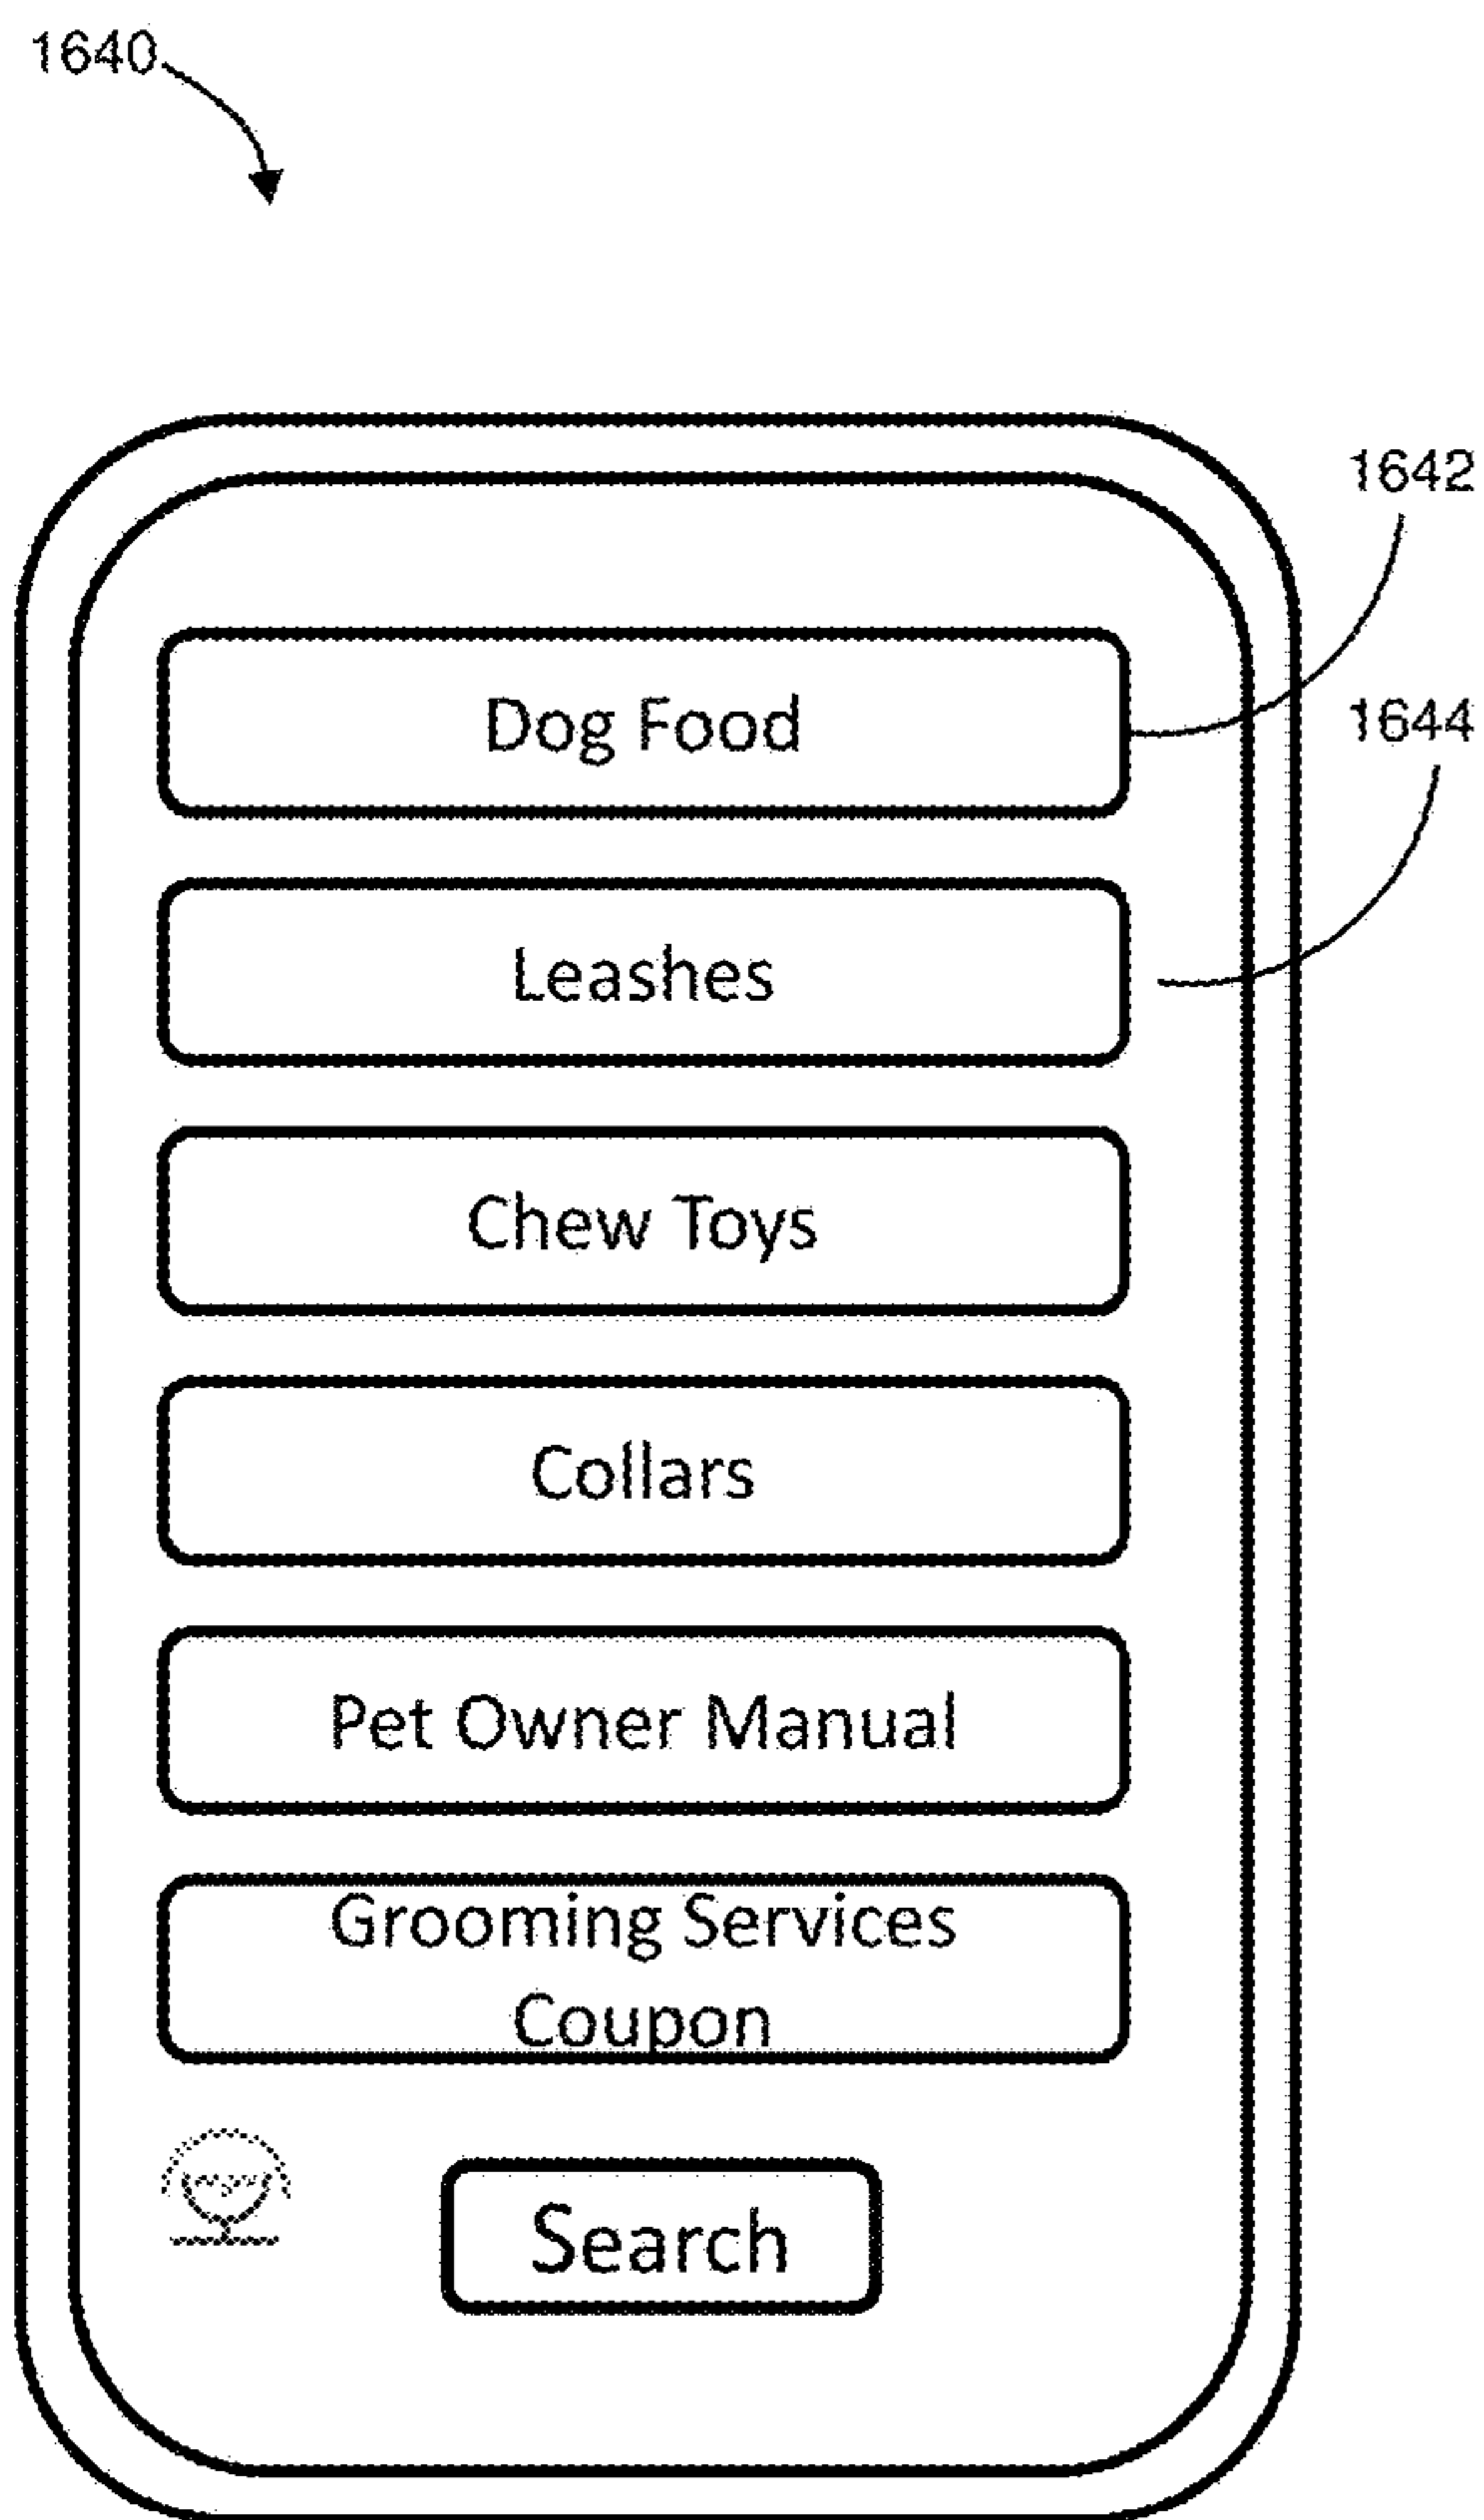 1640
1642
Dog Food
1644
Leashes
Chew Toys
Collars
Pet Owner Manual
Grooming Services
Coupon
Search